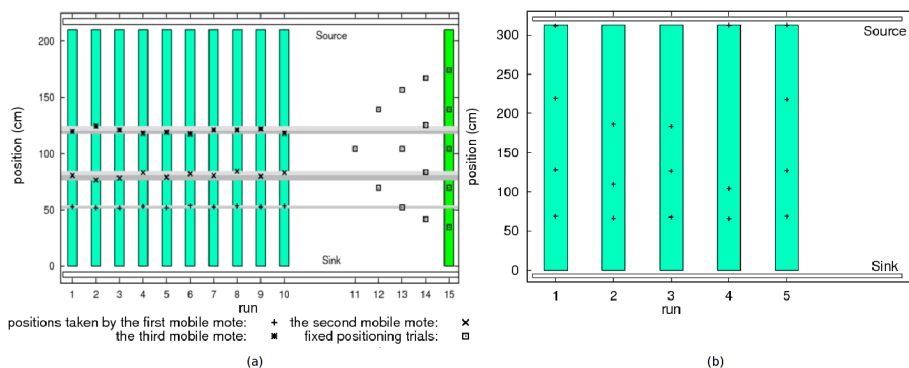 200
150
100
50
0
position (cm)
Source
Sink
1 2 3 4 5 6 7 8 9 10 11 12 13 14 15
run
positions taken by the first mobile mote: the second mobile mote:
the third mobile mote: fixed positioning trials:
(a)
300
250
200
150
100
50
0
position (cm)
Source
Sink
1 2 3 4 5
run
(b)